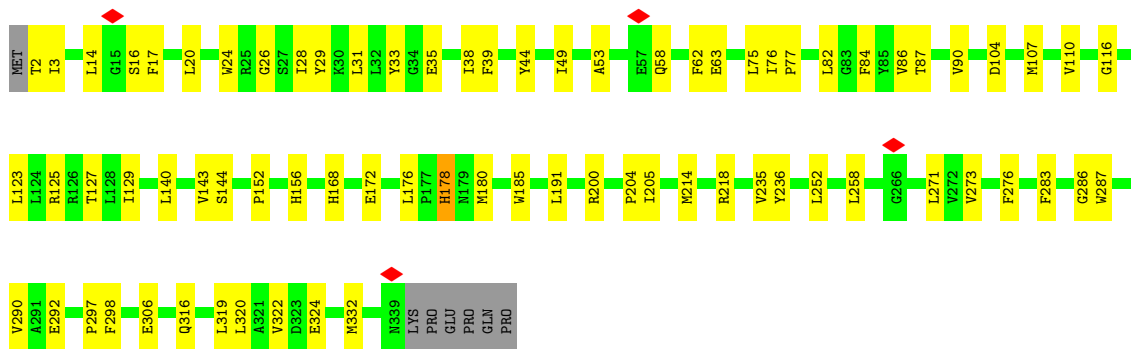 MET T2 I3 L14 G15 S16 F17 L20 W24 R25 G26 S27 I28 Y29 K30 L31 L32 Y33 G34 E35 I38 F39 Y44 I49 A53 E57 Q58 F62 E63 L75 I76 P77 L82 G83 F84 Y85 V86 T87 V90 D104 M107 V110 G116
L123 L124 R125 R126 T127 L128 I129 L140 V143 S144 P152 H156 H168 E172 L176 P177 H178 N179 M180 W185 L191 R200 P204 I205 M214 R218 V235 Y236 L252 L258 G266 L271 V272 V273 F276 F283 G286 W287
V290 A291 E292 P297 F298 E306 Q316 L319 L320 A321 V322 D323 E324 M332 N339 LYS PRO GLU PRO GLN PRO